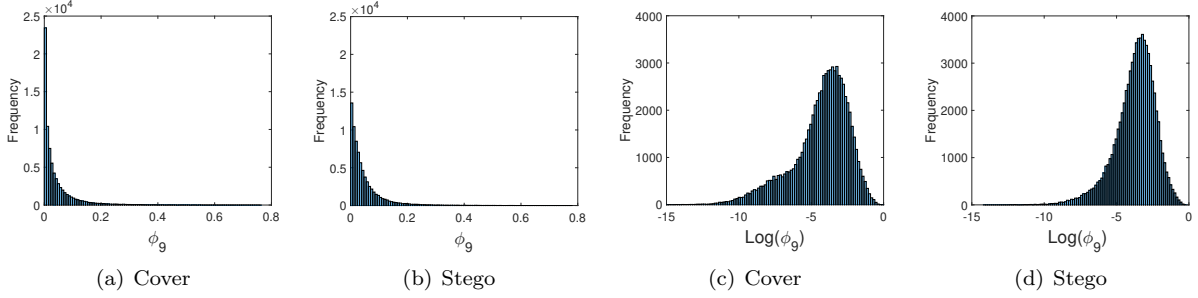 ×10⁴
2.5
2
1.5
1
0.5
0
Frequency
0 0.2 0.4 0.6 0.8
ϕ₉
(a) Cover
×10⁴
2.5
2
1.5
1
0.5
0
Frequency
0 0.2 0.4 0.6 0.8
ϕ₉
(b) Stego
4000
3000
2000
1000
0
Frequency
-15 -10 -5 0
Log(ϕ₉)
(c) Cover
4000
3000
2000
1000
0
Frequency
-15 -10 -5 0
Log(ϕ₉)
(d) Stego